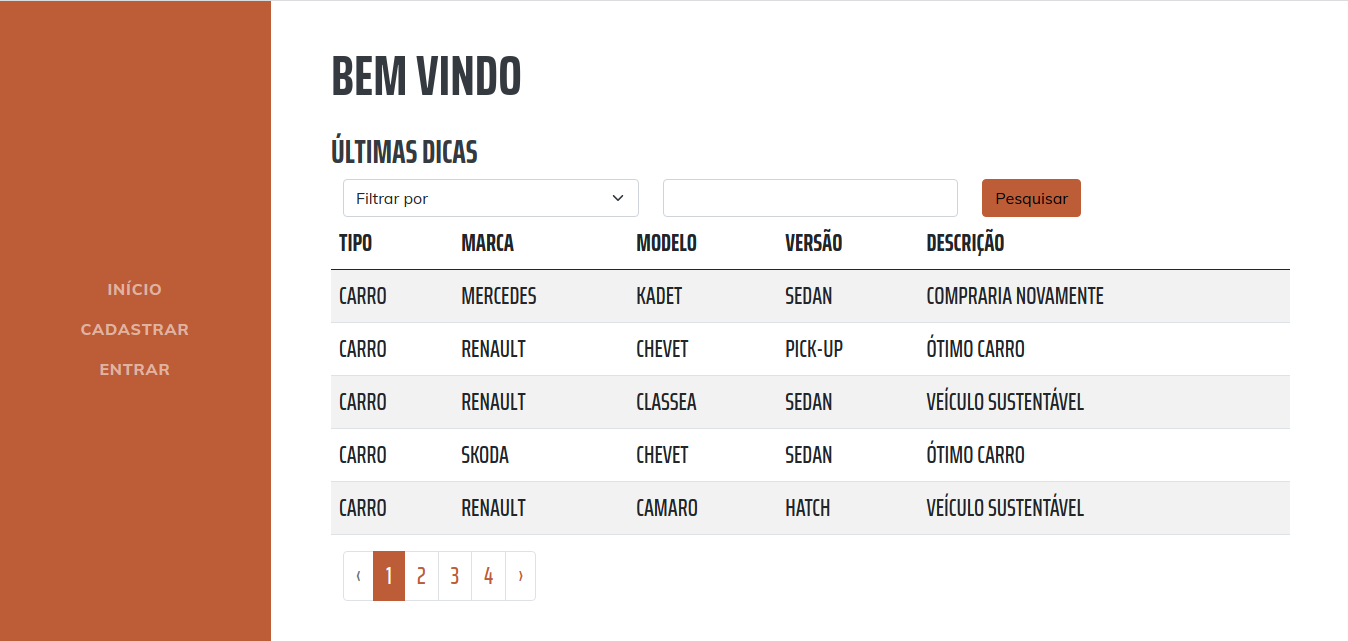 INÍCIO
CADASTRAR
ENTRAR
BEM VINDO
ÚLTIMAS DICAS
Filtrar por Pesquisar
TIPO MARCA MODELO VERSÃO DESCRIÇÃO
CARRO MERCEDES KADET SEDAN COMPRARIA NOVAMENTE
CARRO RENAULT CHEVET PICK-UP ÓTIMO CARRO
CARRO RENAULT CLASSEA SEDAN VEÍCULO SUSTENTÁVEL
CARRO SKODA CHEVET SEDAN ÓTIMO CARRO
CARRO RENAULT CAMARO HATCH VEÍCULO SUSTENTÁVEL
‹ 1 2 3 4 ›